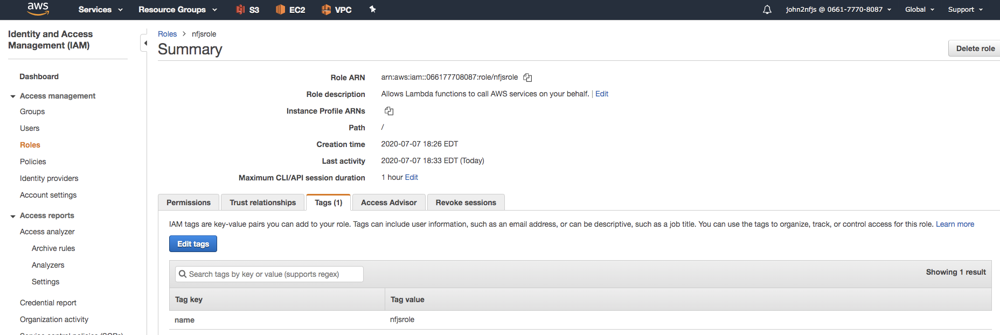 aws Services Resource Groups S3 EC2 VPC john2nfjs @ 0661-7770-8087 Global Support
Identity and Access
Management (IAM)
Dashboard
Access management
Groups
Users
Roles
Policies
Identity providers
Account settings
Access reports
Access analyzer
Archive rules
Analyzers
Settings
Credential report
Organization activity
Service control policies (SCPs)
Roles > nfjsrole
Summary
Delete role
Role ARN arn:aws:iam::066177708087:role/nfjsrole
Role description Allows Lambda functions to call AWS services on your behalf. | Edit
Instance Profile ARNs
Path /
Creation time 2020-07-07 18:26 EDT
Last activity 2020-07-07 18:33 EDT (Today)
Maximum CLI/API session duration 1 hour Edit
Permissions Trust relationships Tags (1) Access Advisor Revoke sessions
IAM tags are key-value pairs you can add to your role. Tags can include user information, such as an email address, or can be descriptive, such as a job title. You can use the tags to organize, track, or control access for this role. Learn more
Edit tags
Search tags by key or value (supports regex)
Showing 1 result
Tag key Tag value
name nfjsrole